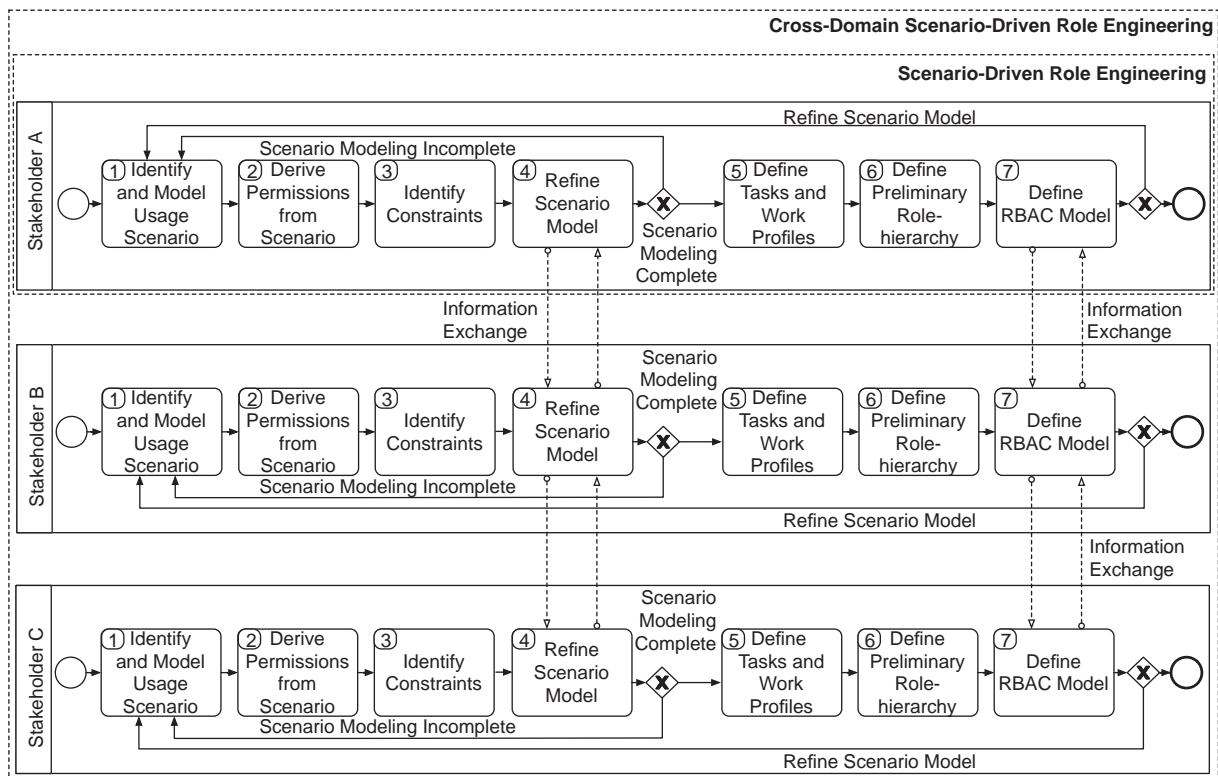 Cross-Domain Scenario-Driven Role Engineering
Scenario-Driven Role Engineering
Stakeholder A
Refine Scenario Model
Scenario Modeling Incomplete
1 Identify
and Model
Usage
Scenario
2 Derive
Permissions
from
Scenario
3
Identify
Constraints
4
Refine
Scenario
Model
X
Scenario
Modeling
Complete
5 Define
Tasks and
Work
Profiles
6 Define
Preliminary
Role-
hierarchy
7
Define
RBAC Model
X
Information
Exchange
Information
Exchange
Stakeholder B
1 Identify
and Model
Usage
Scenario
2 Derive
Permissions
from
Scenario
3
Identify
Constraints
4
Refine
Scenario
Model
Scenario
Modeling
Complete
X
5 Define
Tasks and
Work
Profiles
6 Define
Preliminary
Role-
hierarchy
7
Define
RBAC Model
X
Scenario Modeling Incomplete
Refine Scenario Model
Information
Exchange
Stakeholder C
1 Identify
and Model
Usage
Scenario
2 Derive
Permissions
from
Scenario
3
Identify
Constraints
4
Refine
Scenario
Model
Scenario
Modeling
Complete
X
5 Define
Tasks and
Work
Profiles
6 Define
Preliminary
Role-
hierarchy
7
Define
RBAC Model
X
Scenario Modeling Incomplete
Refine Scenario Model